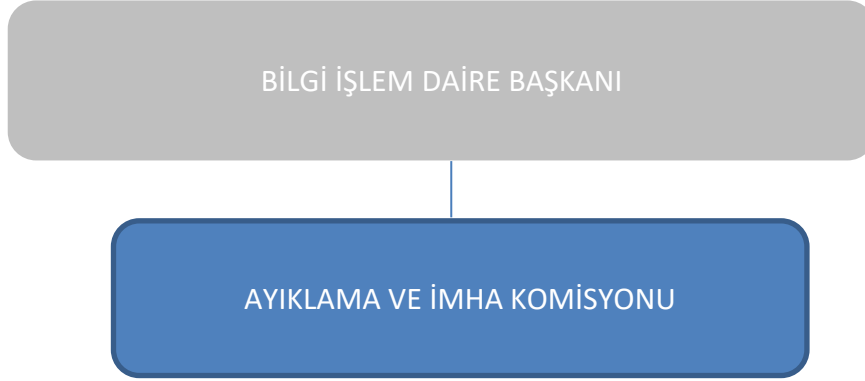 BİLGİ İŞLEM DAİRE BAŞKANI
AYIKLAMA VE İMHA KOMİSYONU